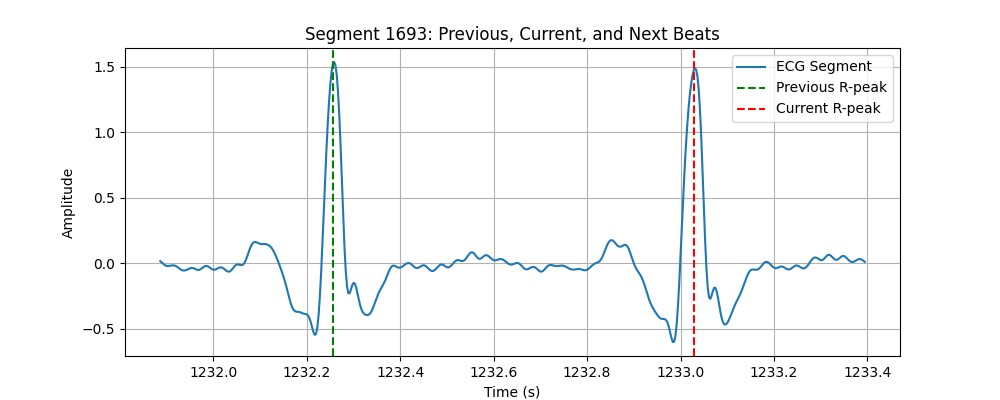 Segment 1693: Previous, Current, and Next Beats
ECG Segment
Previous R-peak
Current R-peak
Amplitude
1.5
1.0
0.5
0.0
−0.5
1232.0 1232.2 1232.4 1232.6 1232.8 1233.0 1233.2 1233.4
Time (s)